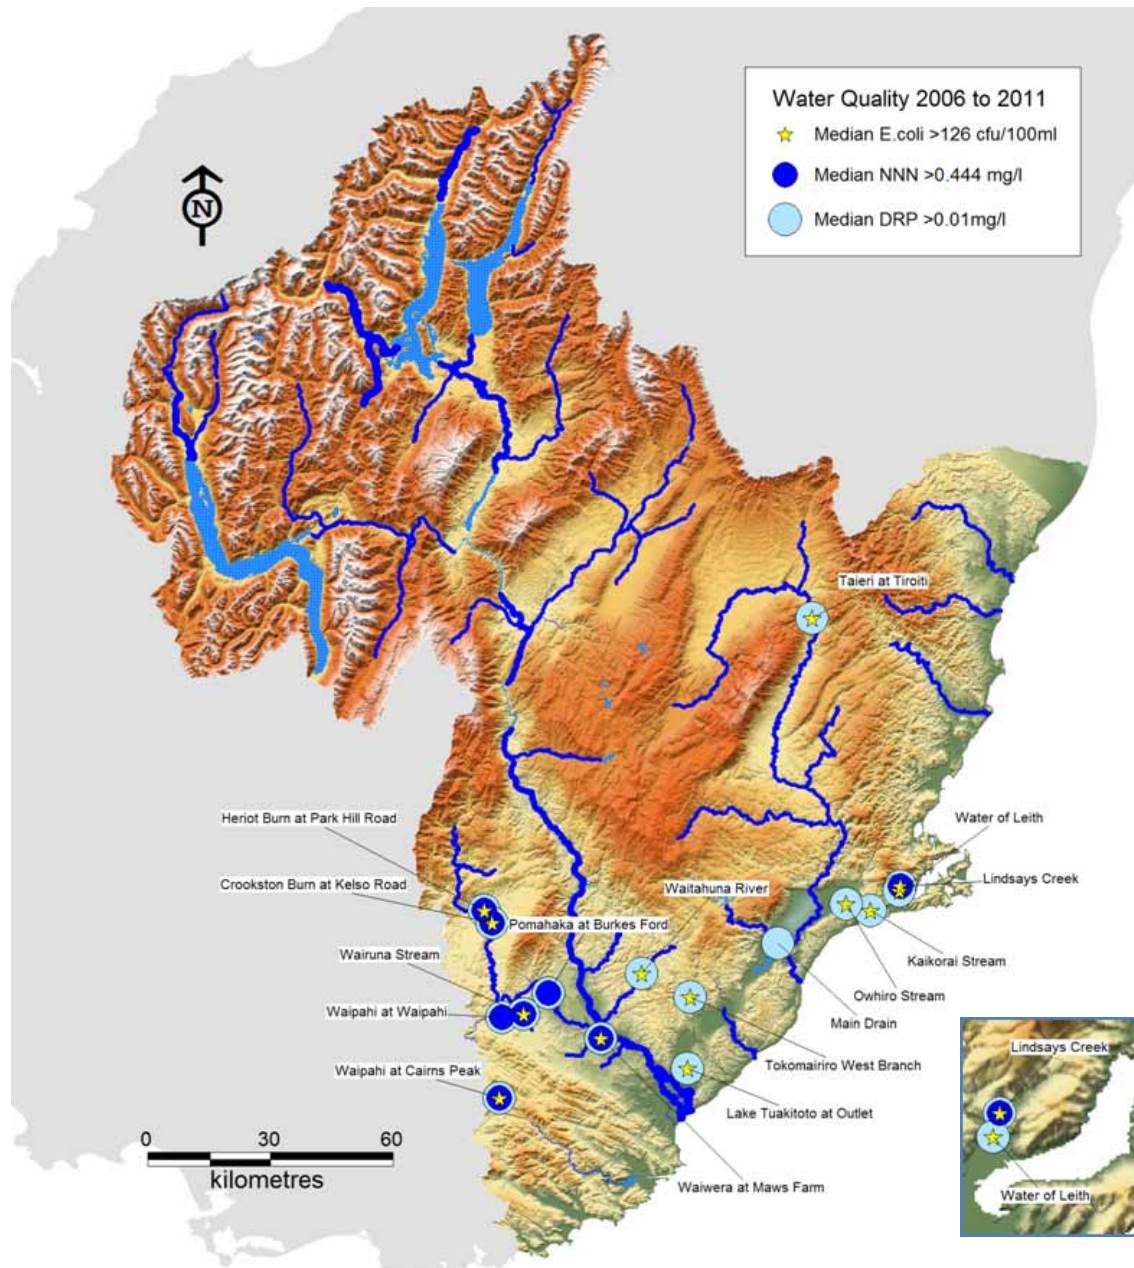 Water Quality 2006 to 2011
Median E.coli >126 cfu/100ml
Median NNN >0.444 mg/l
Median DRP >0.01mg/l
N
Taieri at Tiroiti
Heriot Burn at Park Hill Road
Water of Leith
Crookston Burn at Kelso Road
Waitahuna River
Lindsays Creek
Pomahaka at Burkes Ford
Wairuna Stream
Kaikorai Stream
Owhiro Stream
Waipahi at Waipahi
Main Drain
Tokomairiro West Branch
Waipahi at Cairns Peak
Lake Tuakitoto at Outlet
Waiwera at Maws Farm
0 30 60
kilometres
Lindsays Creek
Water of Leith